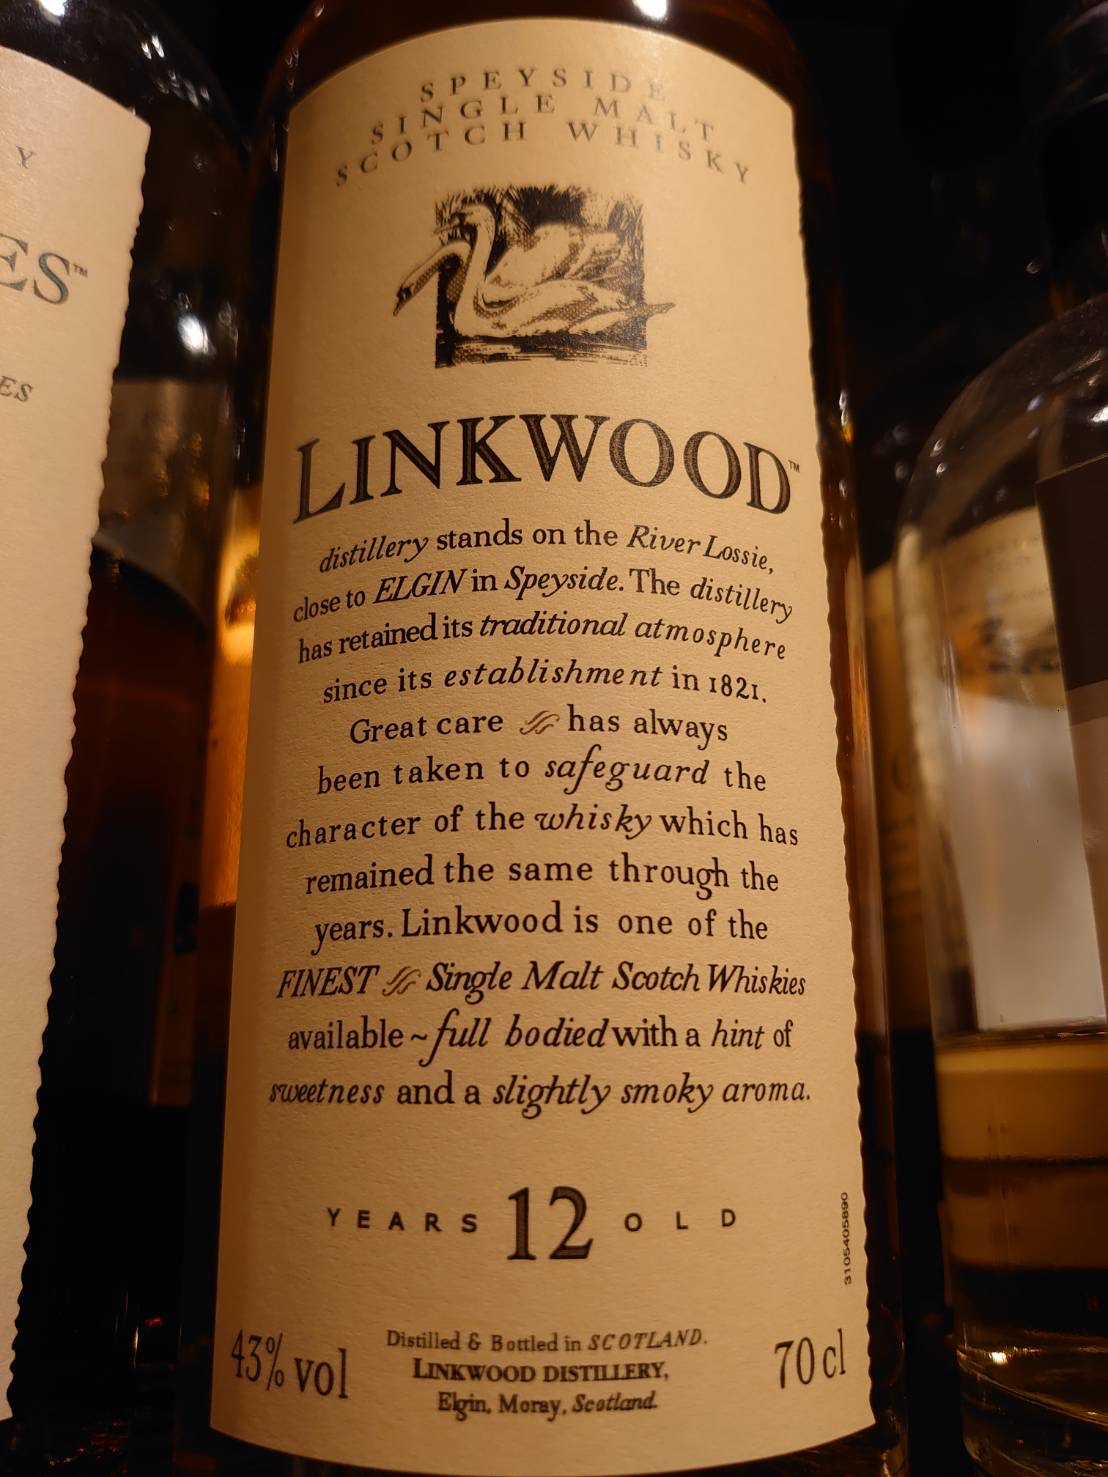 SPEYSIDE
SINGLE MALT
SCOTCH WHISKY
LINKWOOD™
distillery stands on the River Lossie,
close to ELGIN in Speyside. The distillery
has retained its traditional atmosphere
since its establishment in 1821.
Great care has always
been taken to safeguard the
character of the whisky which has
remained the same through the
years. Linkwood is one of the
FINEST Single Malt Scotch Whiskies
available ~ full bodied with a hint of
sweetness and a slightly smoky aroma.
YEARS 12 OLD
3105405890
43% vol
Distilled & Bottled in SCOTLAND.
LINKWOOD DISTILLERY,
Elgin, Moray, Scotland.
70 cl
Y
ES™
ES